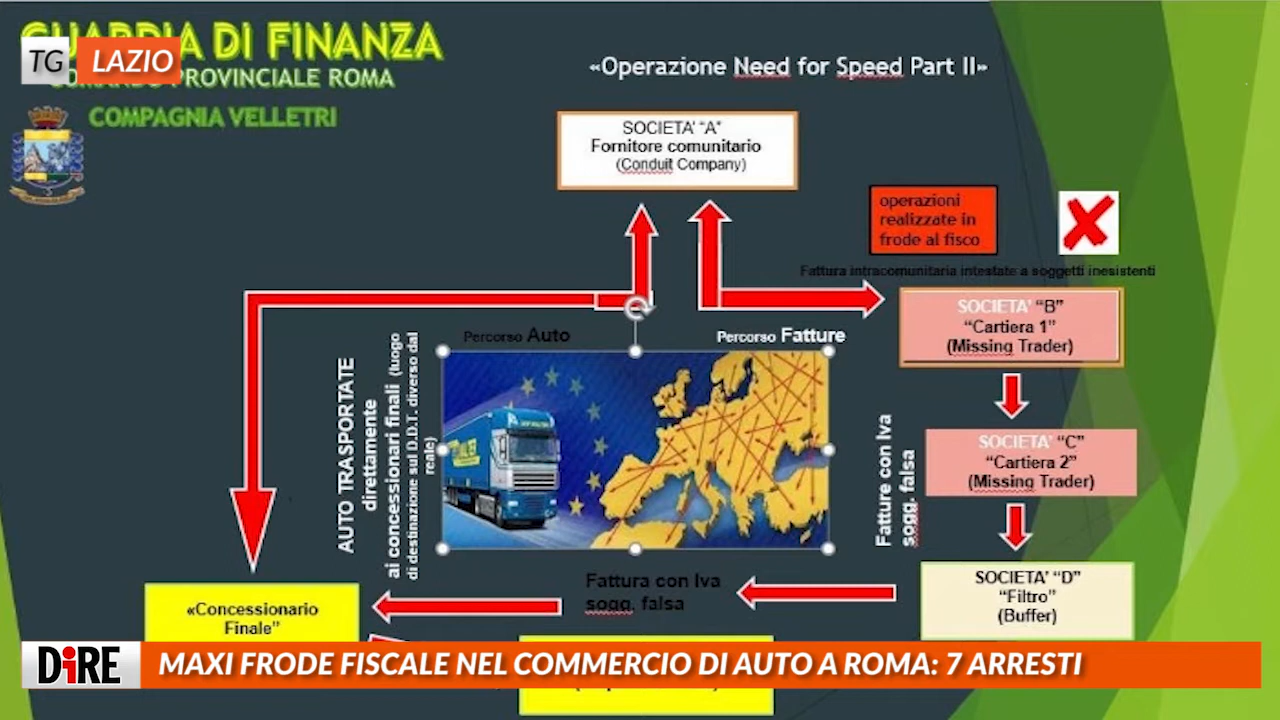 GUARDIA DI FINANZA
TG LAZIO
COMANDO PROVINCIALE ROMA
COMPAGNIA VELLETRI
«Operazione Need for Speed Part II»
SOCIETA' “A”
Fornitore comunitario
(Conduit Company)
operazioni
realizzate in
frode al fisco
Fattura intracomunitaria intestate a soggetti inesistenti
SOCIETA' “B”
“Cartiera 1”
(Missing Trader)
Percorso Auto
Percorso Fatture
AUTO TRASPORTATE
direttamente
ai concessionari finali (luogo
di destinazione sul D.D.T. diverso dal
reale)
Fatture con Iva
sogg. falsa
SOCIETA' “C”
“Cartiera 2”
(Missing Trader)
SOCIETA' “D”
“Filtro”
(Buffer)
Fattura con Iva
sogg. falsa
«Concessionario
Finale”
DiRE
MAXI FRODE FISCALE NEL COMMERCIO DI AUTO A ROMA: 7 ARRESTI